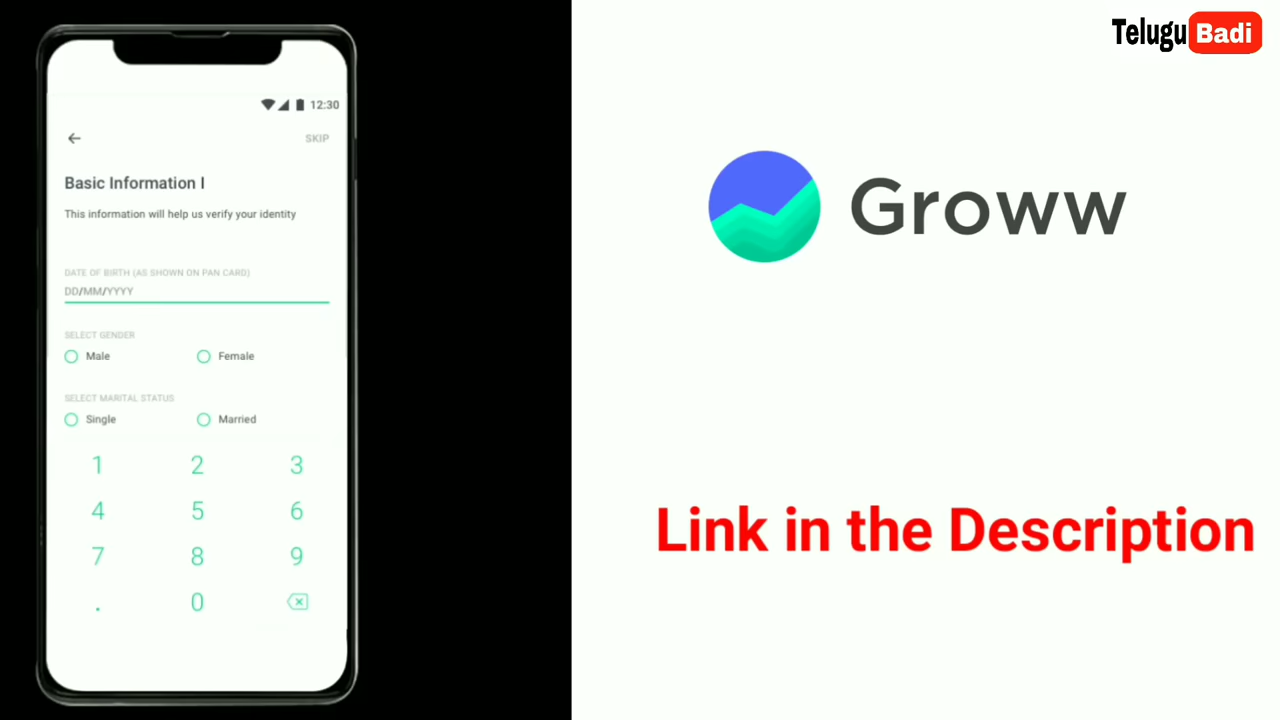 Telugu Badi
12:30
SKIP
Basic Information I
This information will help us verify your identity
DATE OF BIRTH (AS SHOWN ON PAN CARD)
DD/MM/YYYY
SELECT GENDER
Male Female
SELECT MARITAL STATUS
Single Married
1 2 3
4 5 6
7 8 9
. 0
Groww
Link in the Description